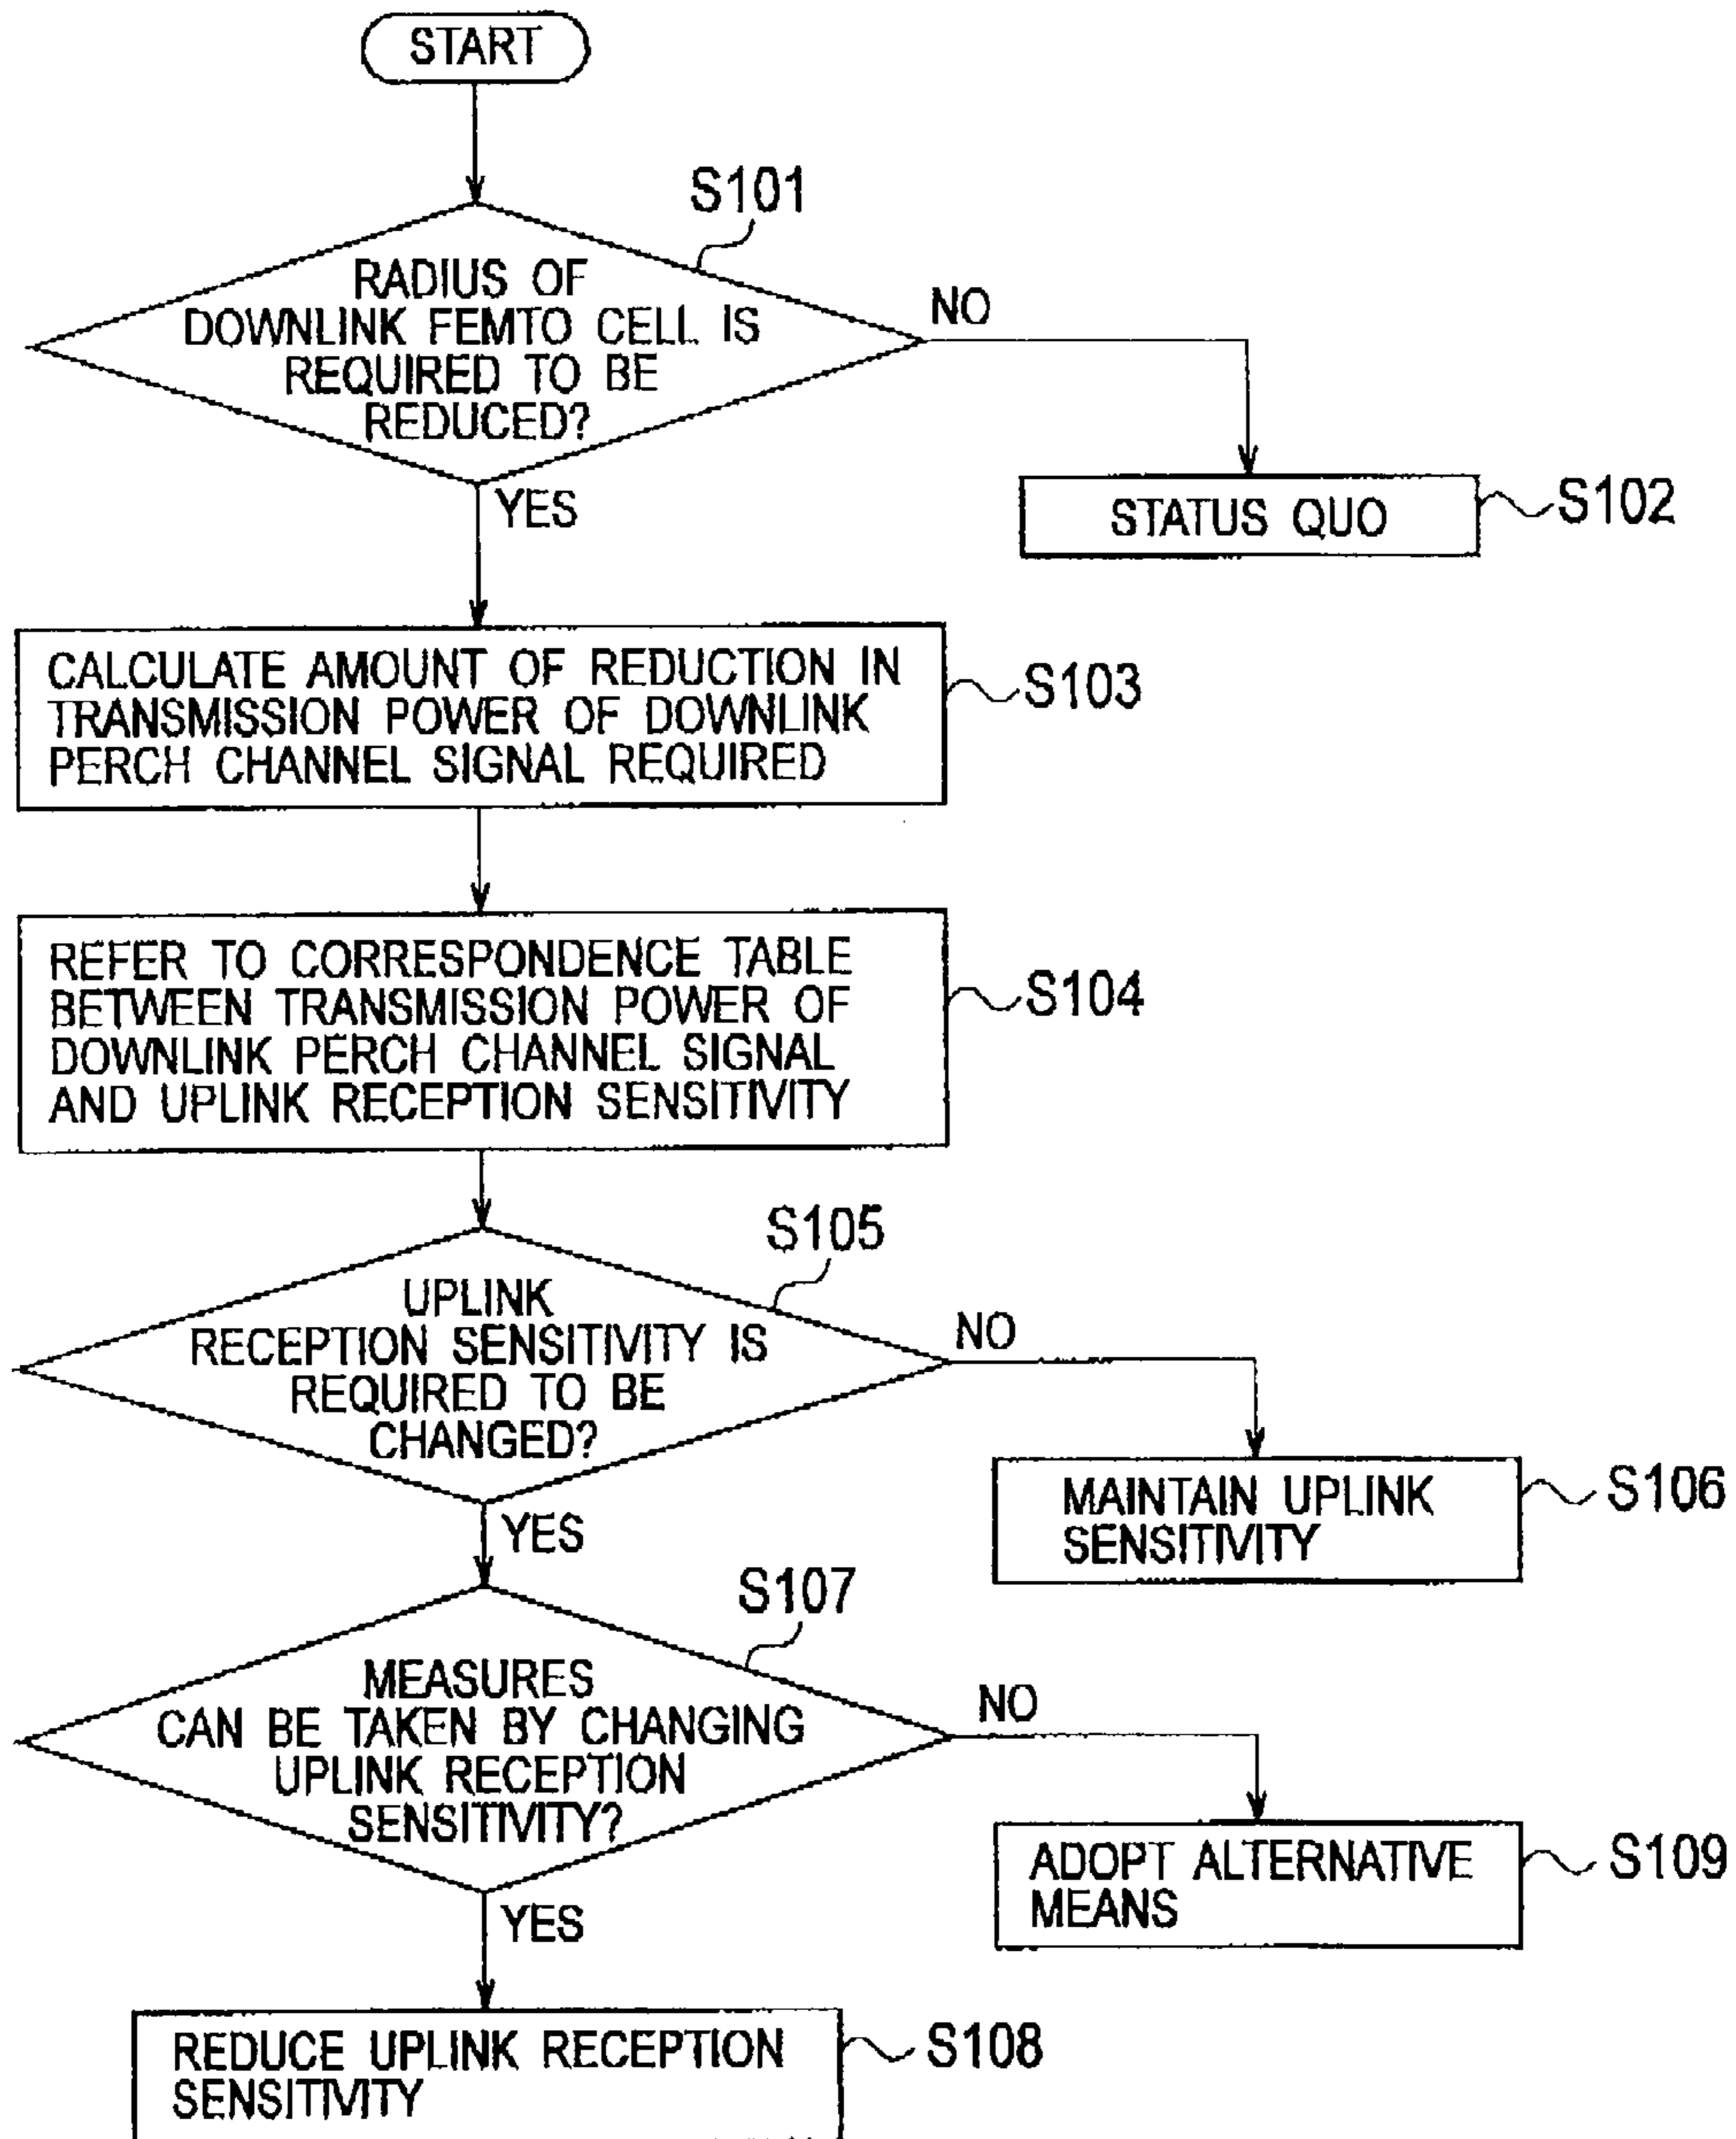 START
S101
RADIUS OF
DOWNLINK FEMTO CELL IS
REQUIRED TO BE
REDUCED?
NO
YES
STATUS QUO
S102
CALCULATE AMOUNT OF REDUCTION IN
TRANSMISSION POWER OF DOWNLINK
PERCH CHANNEL SIGNAL REQUIRED
S103
REFER TO CORRESPONDENCE TABLE
BETWEEN TRANSMISSION POWER OF
DOWNLINK PERCH CHANNEL SIGNAL
AND UPLINK RECEPTION SENSITIVITY
S104
S105
UPLINK
RECEPTION SENSITIVITY IS
REQUIRED TO BE
CHANGED?
NO
YES
MAINTAIN UPLINK
SENSITIVITY
S106
S107
MEASURES
CAN BE TAKEN BY CHANGING
UPLINK RECEPTION
SENSITIVITY?
NO
YES
ADOPT ALTERNATIVE
MEANS
S109
REDUCE UPLINK RECEPTION
SENSITIVITY
S108